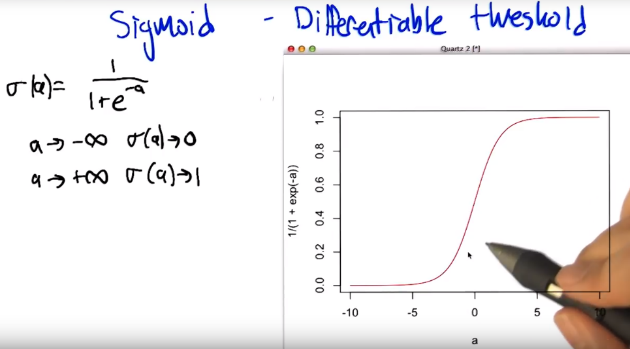 Sigmoid - Differentiable threshold
σ(a) = 1/(1+e^-a)
a → -∞ σ(a) → 0
a → +∞ σ(a) → 1
Quartz 2 [*]
1/(1 + exp(-a))
1.0
0.8
0.6
0.4
0.2
0.0
-10 -5 0 5 10
a